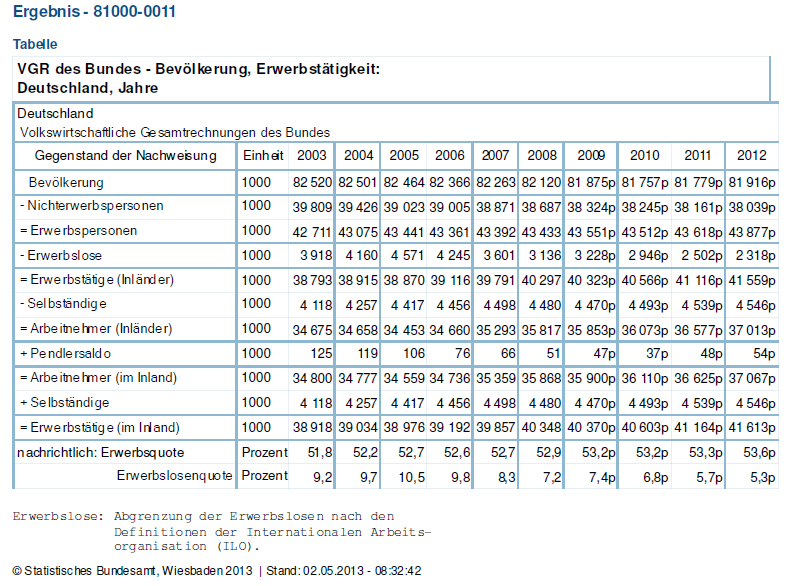 Ergebnis - 81000-0011
Tabelle
VGR des Bundes - Bevölkerung, Erwerbstätigkeit:
Deutschland, Jahre
Deutschland
Volkswirtschaftliche Gesamtrechnungen des Bundes
Gegenstand der Nachweisung Einheit 2003 2004 2005 2006 2007 2008 2009 2010 2011 2012
Bevölkerung 1000 82 520 82 501 82 464 82 366 82 263 82 120 81 875p 81 757p 81 779p 81 916p
- Nichterwerbspersonen 1000 39 809 39 426 39 023 39 005 38 871 38 687 38 324p 38 245p 38 161p 38 039p
= Erwerbspersonen 1000 42 711 43 075 43 441 43 361 43 392 43 433 43 551p 43 512p 43 618p 43 877p
- Erwerbslose 1000 3 918 4 160 4 571 4 245 3 601 3 136 3 228p 2 946p 2 502p 2 318p
= Erwerbstätige (Inländer) 1000 38 793 38 915 38 870 39 116 39 791 40 297 40 323p 40 566p 41 116p 41 559p
- Selbständige 1000 4 118 4 257 4 417 4 456 4 498 4 480 4 470p 4 493p 4 539p 4 546p
= Arbeitnehmer (Inländer) 1000 34 675 34 658 34 453 34 660 35 293 35 817 35 853p 36 073p 36 577p 37 013p
+ Pendlersaldo 1000 125 119 106 76 66 51 47p 37p 48p 54p
= Arbeitnehmer (im Inland) 1000 34 800 34 777 34 559 34 736 35 359 35 868 35 900p 36 110p 36 625p 37 067p
+ Selbständige 1000 4 118 4 257 4 417 4 456 4 498 4 480 4 470p 4 493p 4 539p 4 546p
= Erwerbstätige (im Inland) 1000 38 918 39 034 38 976 39 192 39 857 40 348 40 370p 40 603p 41 164p 41 613p
nachrichtlich: Erwerbsquote Prozent 51,8 52,2 52,7 52,6 52,7 52,9 53,2p 53,2p 53,3p 53,6p
Erwerbslosenquote Prozent 9,2 9,7 10,5 9,8 8,3 7,2 7,4p 6,8p 5,7p 5,3p
Erwerbslose: Abgrenzung der Erwerbslosen nach den
Definitionen der Internationalen Arbeits-
organisation (ILO).
© Statistisches Bundesamt, Wiesbaden 2013 | Stand: 02.05.2013 - 08:32:42